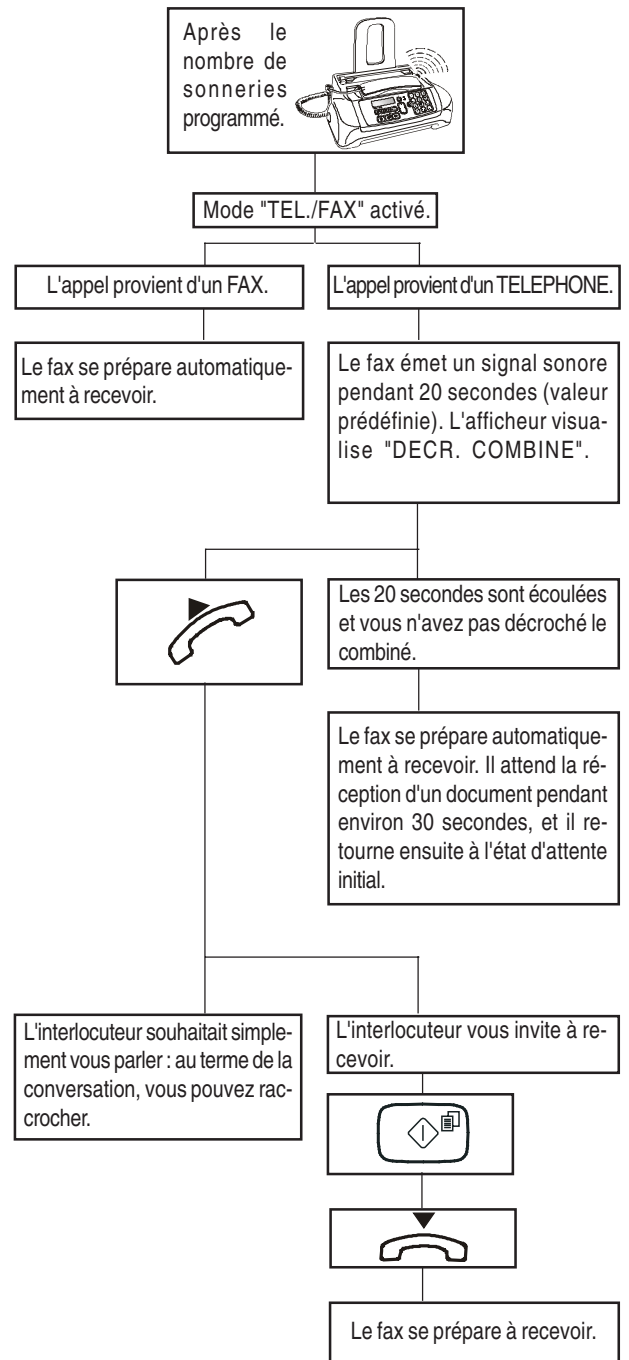 Après le
nombre de
sonneries
programmé.
Mode "TEL./FAX" activé.
L'appel provient d'un FAX.
L'appel provient d'un TELEPHONE.
Le fax se prépare automatique-
ment à recevoir.
Le fax émet un signal sonore
pendant 20 secondes (valeur
prédéfinie). L'afficheur visua-
lise "DECR. COMBINE".
Les 20 secondes sont écoulées
et vous n'avez pas décroché le
combiné.
Le fax se prépare automatique-
ment à recevoir. Il attend la ré-
ception d'un document pendant
environ 30 secondes, et il re-
tourne ensuite à l'état d'attente
initial.
L'interlocuteur souhaitait simple-
ment vous parler : au terme de la
conversation, vous pouvez rac-
crocher.
L'interlocuteur vous invite à re-
cevoir.
Le fax se prépare à recevoir.